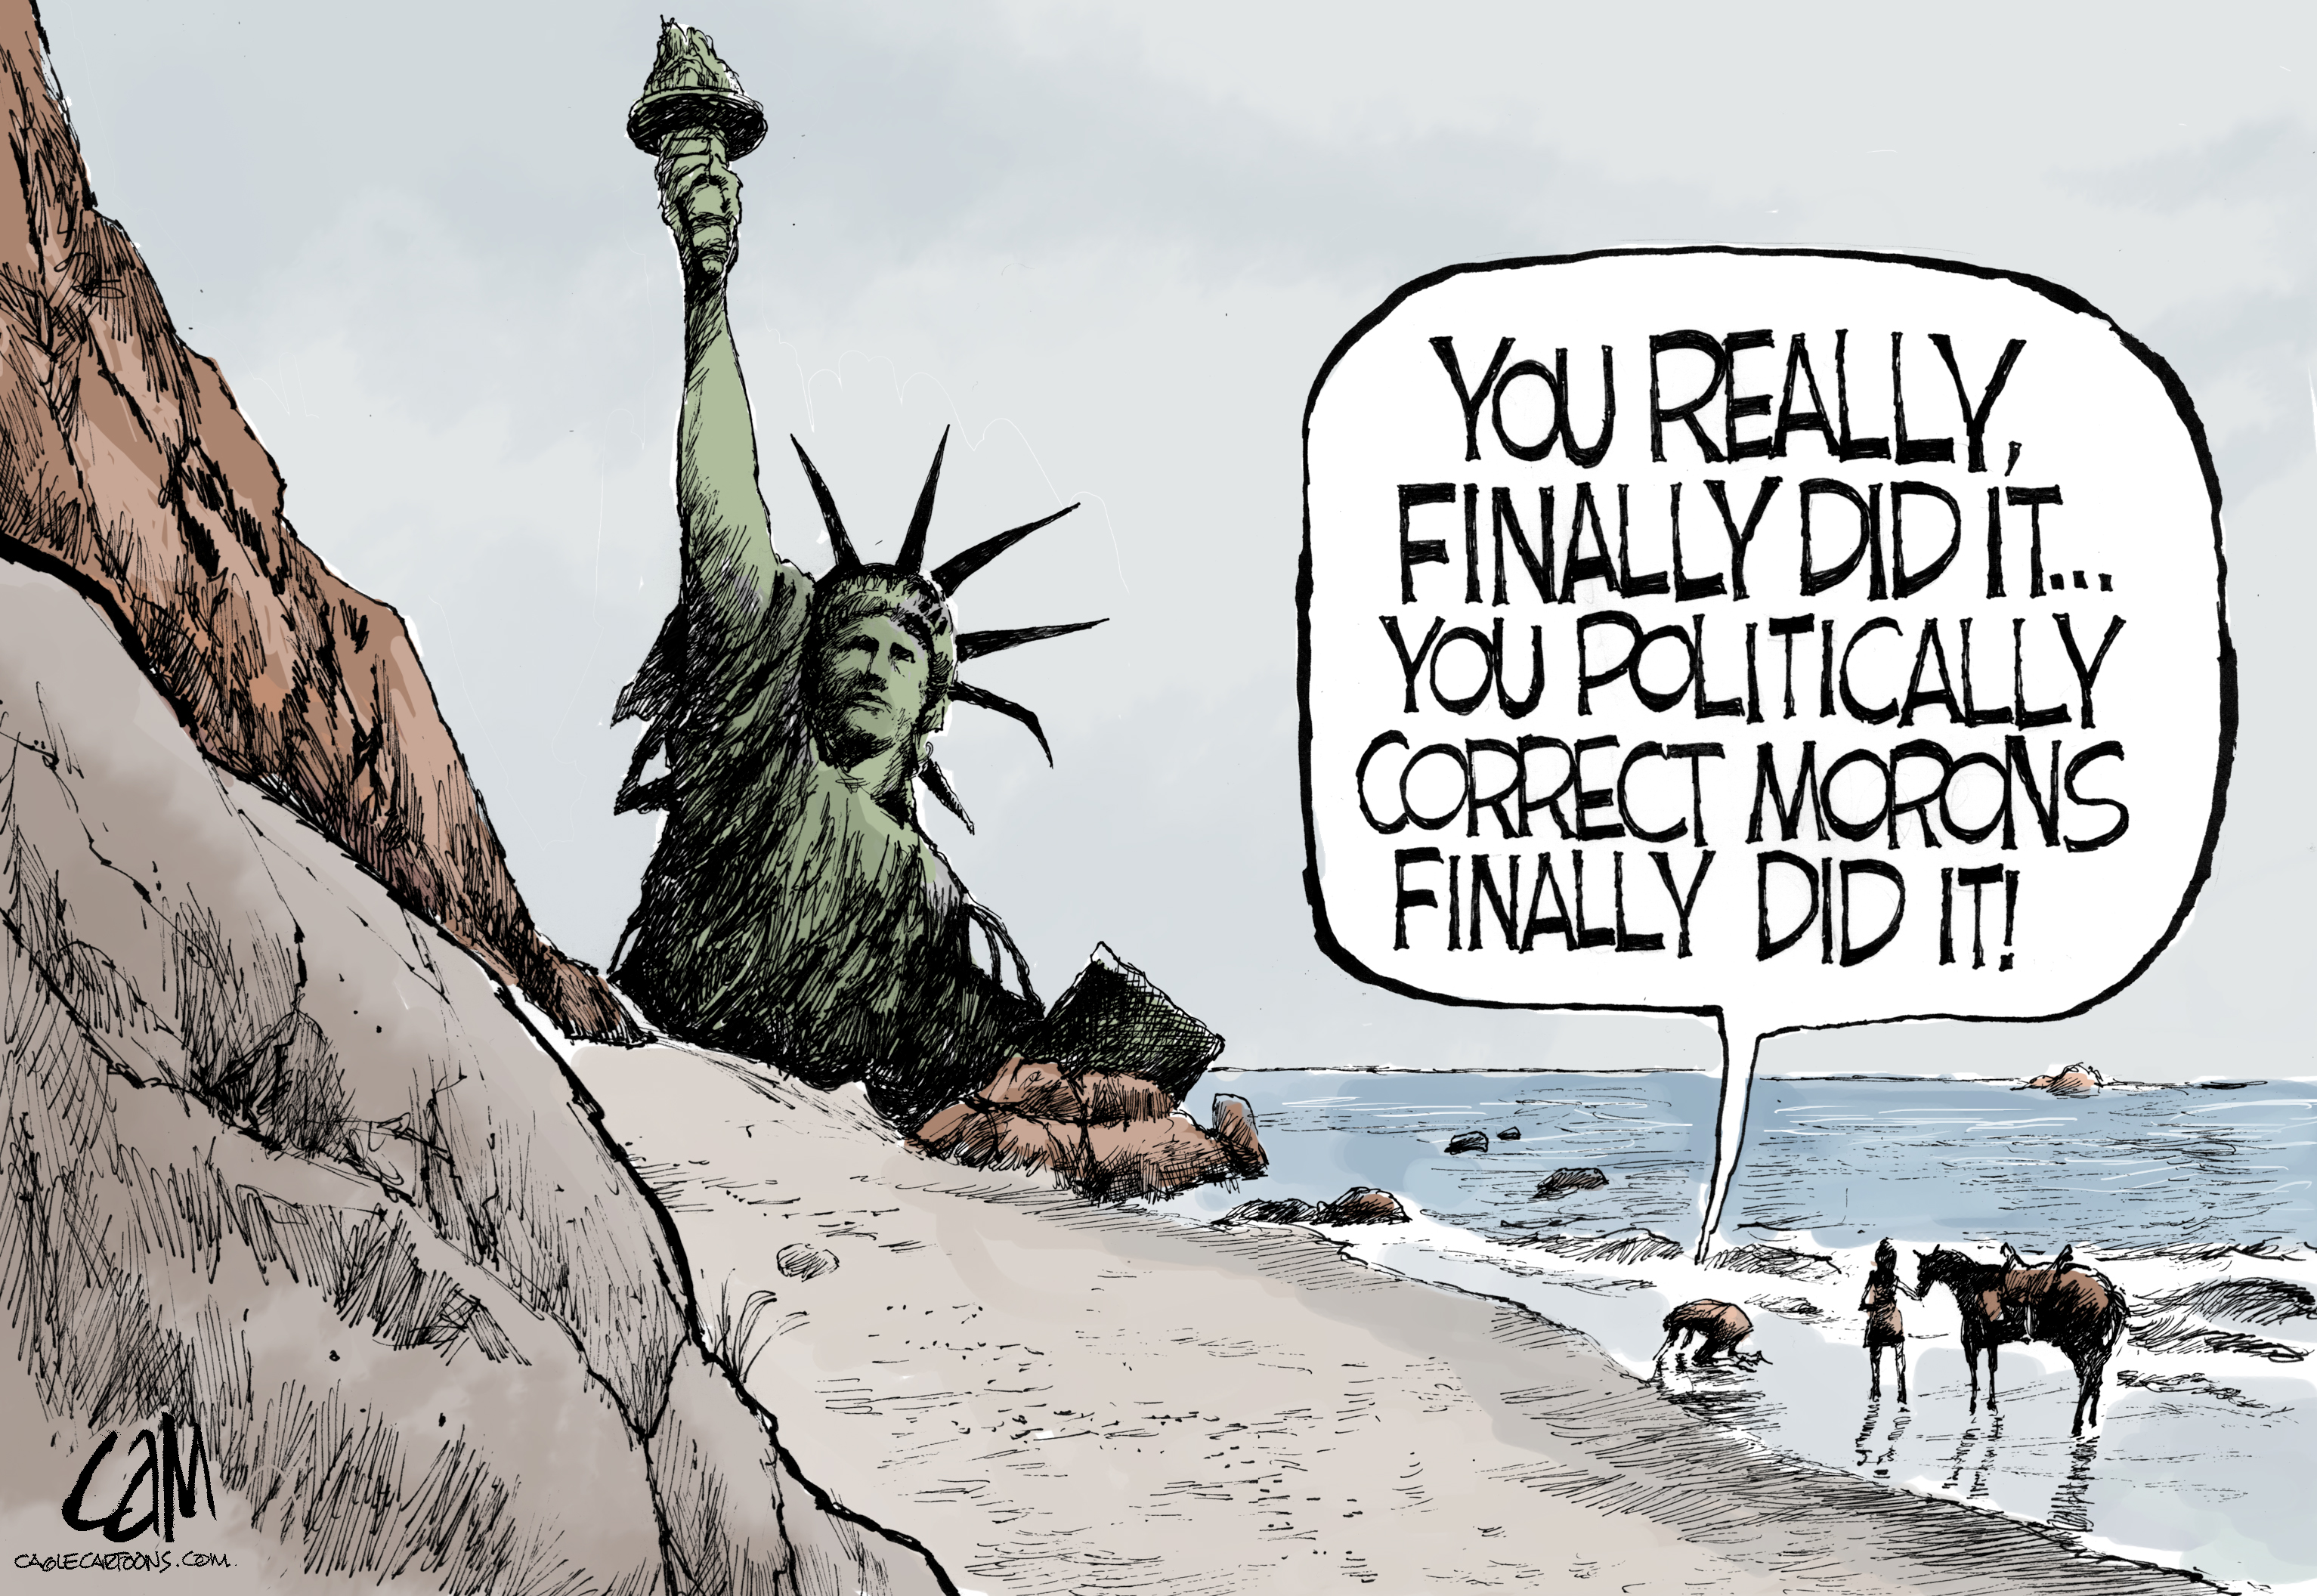 YOU REALLY,
FINALLY DID IT...
YOU POLITICALLY
CORRECT MORONS
FINALLY DID IT!
CAM
CAGLECARTOONS.COM.